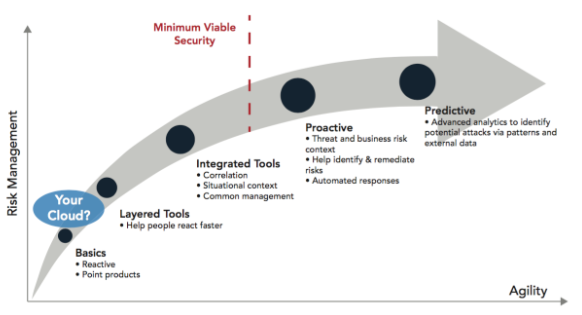 Minimum Viable
Security
Risk Management
Your
Cloud?
Basics
• Reactive
• Point products
Layered Tools
• Help people react faster
Integrated Tools
• Correlation
• Situational context
• Common management
Proactive
• Threat and business risk
context
• Help identify & remediate
risks
• Automated responses
Predictive
• Advanced analytics to identify
potential attacks via patterns and
external data
Agility